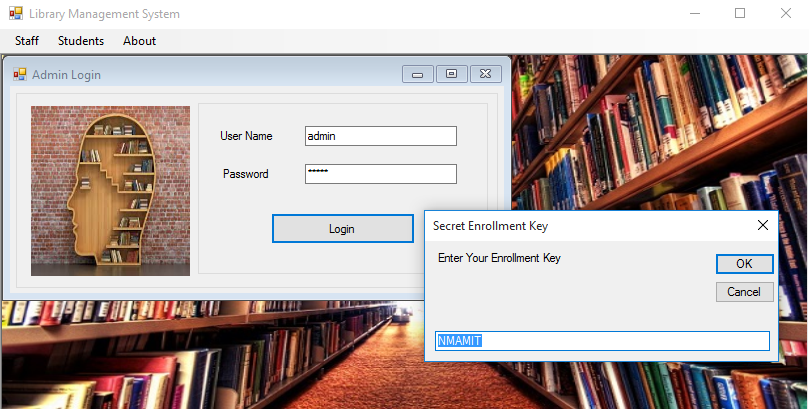 Library Management System
Staff Students About
Admin Login
User Name admin
Password *****
Login
Secret Enrollment Key
Enter Your Enrollment Key
OK
Cancel
NMAMIT